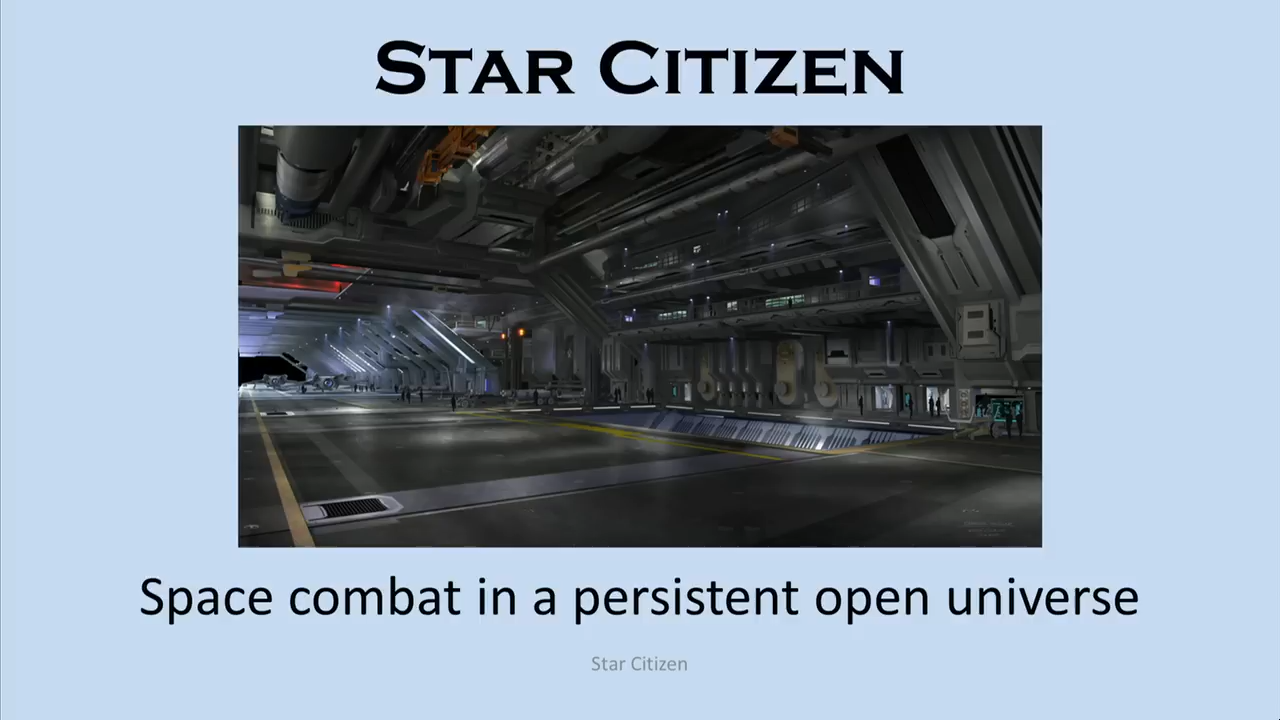 Star Citizen
Space combat in a persistent open universe
Star Citizen